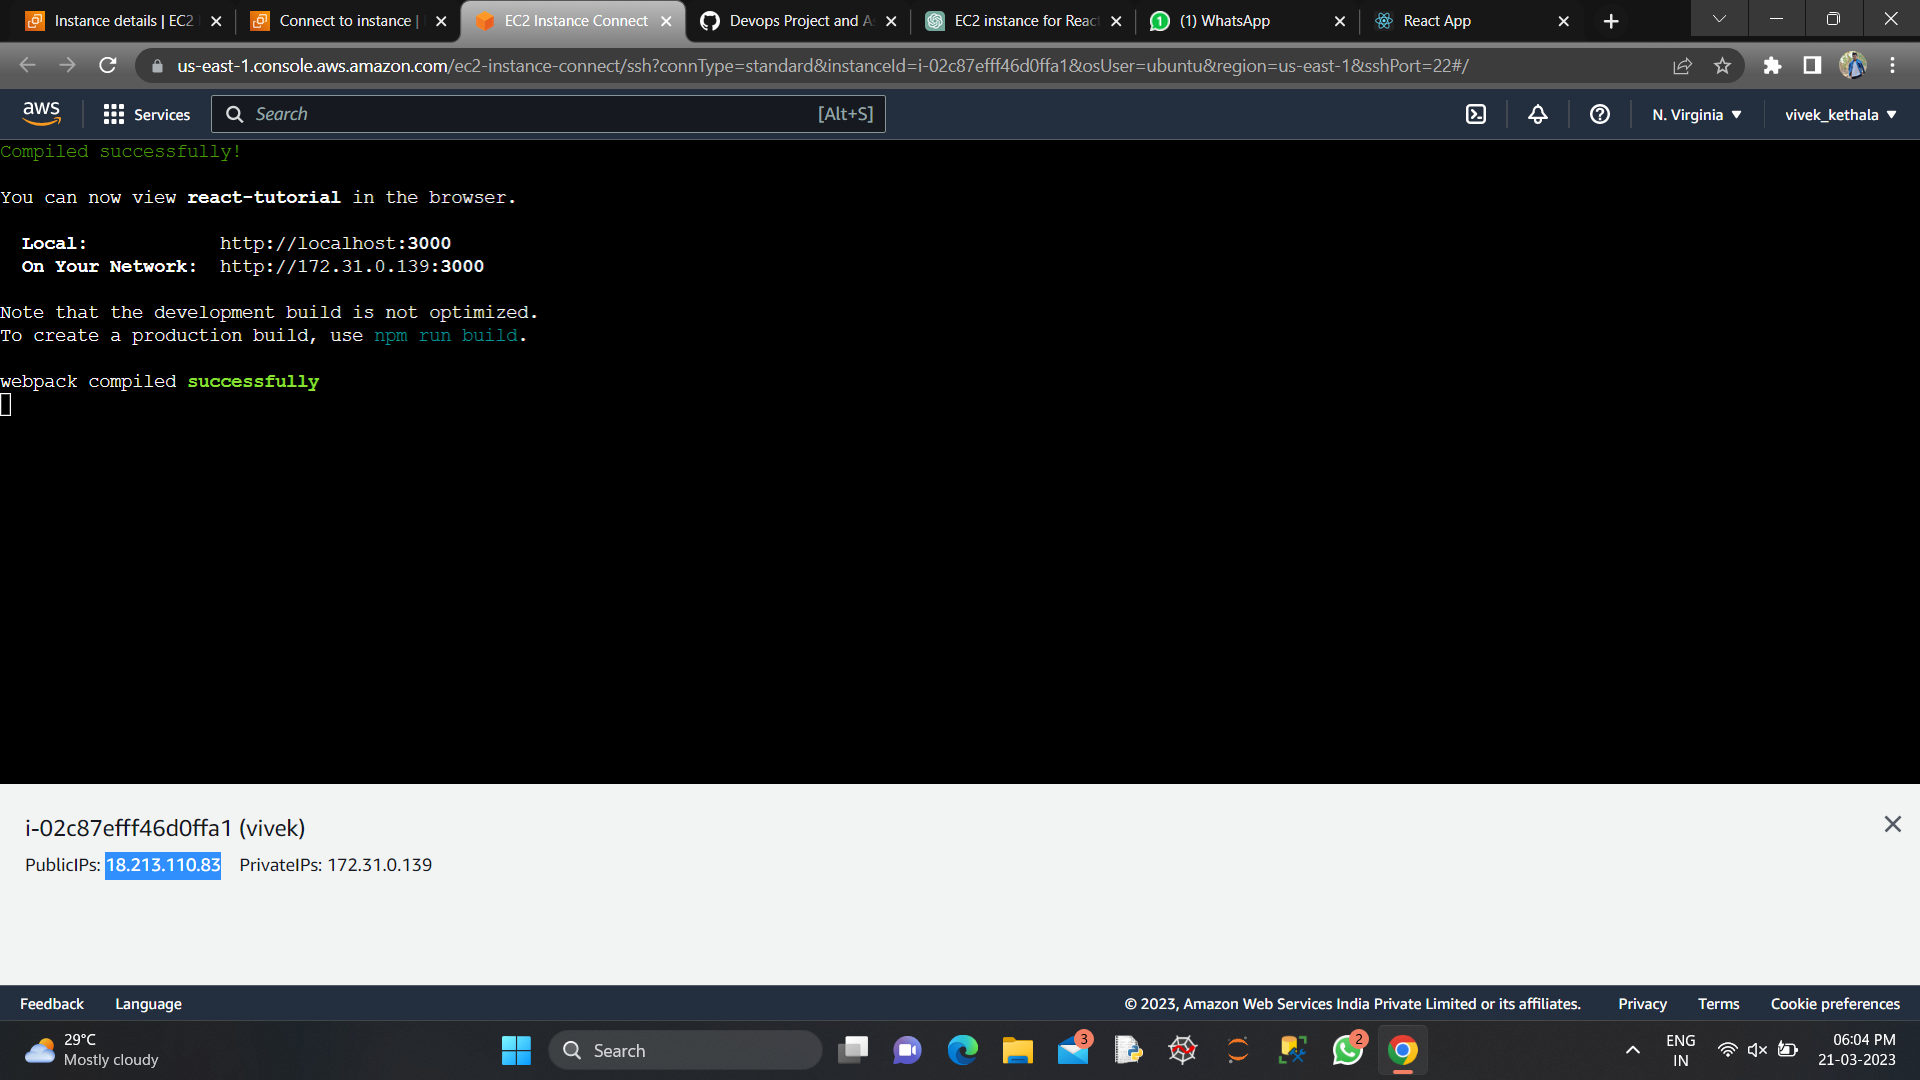 Instance details | EC2
Connect to instance |
EC2 Instance Connect
Devops Project and A
EC2 instance for Reac
(1) WhatsApp
React App
us-east-1.console.aws.amazon.com/ec2-instance-connect/ssh?connType=standard&instanceId=i-02c87efff46d0ffa1&osUser=ubuntu&region=us-east-1&sshPort=22#/
aws
Services
Search
[Alt+S]
N. Virginia
vivek_kethala
Compiled successfully!
You can now view react-tutorial in the browser.
Local: http://localhost:3000
On Your Network: http://172.31.0.139:3000
Note that the development build is not optimized.
To create a production build, use npm run build.
webpack compiled successfully
i-02c87efff46d0ffa1 (vivek)
PublicIPs: 18.213.110.83 PrivateIPs: 172.31.0.139
Feedback Language
© 2023, Amazon Web Services India Private Limited or its affiliates. Privacy Terms Cookie preferences
29°C
Mostly cloudy
Search
3
2
ENG
IN
06:04 PM
21-03-2023